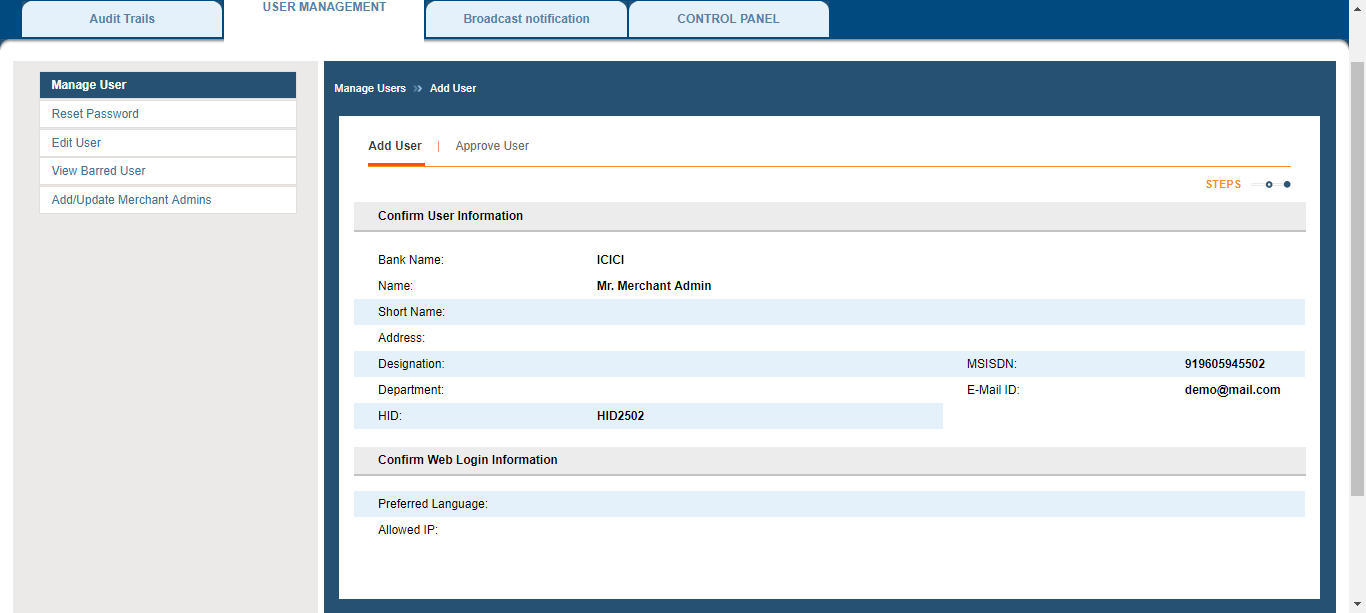 Audit Trails
USER MANAGEMENT
Broadcast notification
CONTROL PANEL
Manage User
Reset Password
Edit User
View Barred User
Add/Update Merchant Admins
Manage Users » Add User
Add User | Approve User
STEPS
Confirm User Information
Bank Name: ICICI
Name: Mr. Merchant Admin
Short Name:
Address:
Designation: MSISDN: 919605945502
Department: E-Mail ID: demo@mail.com
HID: HID2502
Confirm Web Login Information
Preferred Language:
Allowed IP: